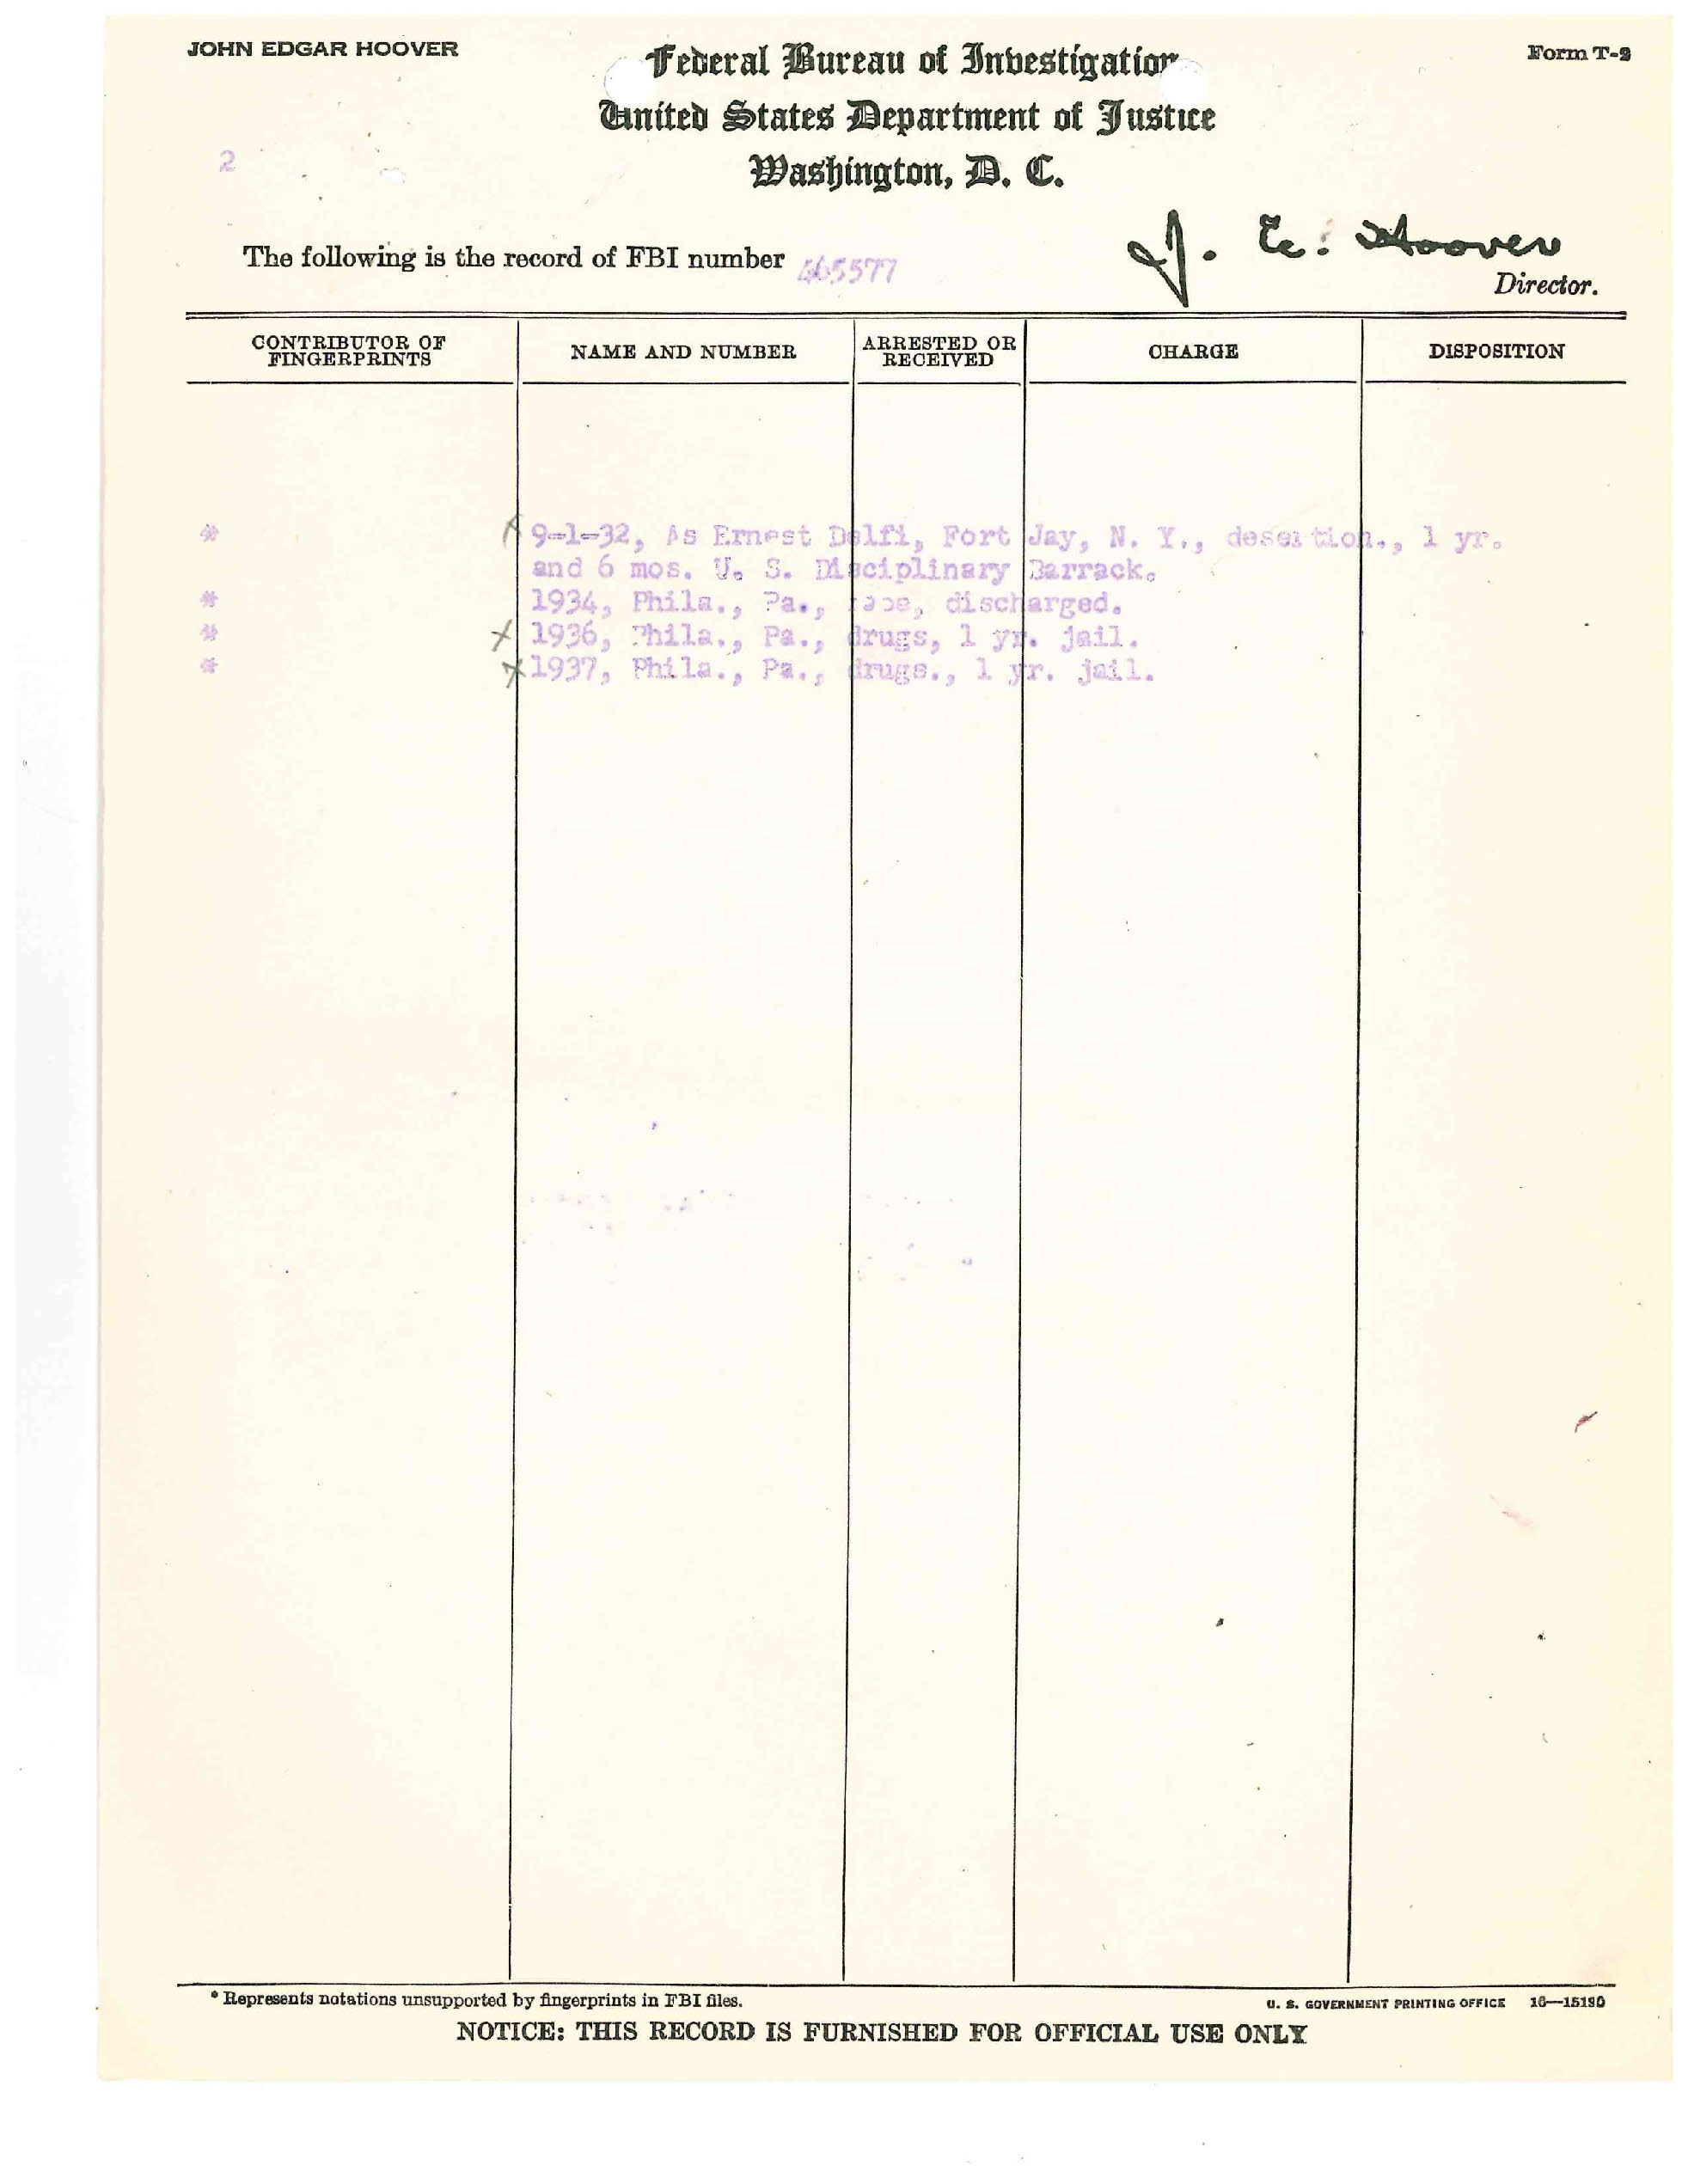 JOHN EDGAR HOOVER
Form T-2
Federal Bureau of Investigation
United States Department of Justice
Washington, D. C.
2
J. E. Hoover
The following is the record of FBI number 465577
Director.
CONTRIBUTOR OF FINGERPRINTS NAME AND NUMBER ARRESTED OR RECEIVED CHARGE DISPOSITION
* 9-1-32, As Ernest Delfi, Fort Jay, N. Y., desertion., 1 yr.
and 6 mos. U. S. Disciplinary Barrack.
* 1934, Phila., Pa., rape, discharged.
* X 1936, Phila., Pa., drugs, 1 yr. jail.
* X 1937, Phila., Pa., drugs., 1 yr. jail.
* Represents notations unsupported by fingerprints in FBI files.
U. S. GOVERNMENT PRINTING OFFICE 16—15190
NOTICE: THIS RECORD IS FURNISHED FOR OFFICIAL USE ONLY